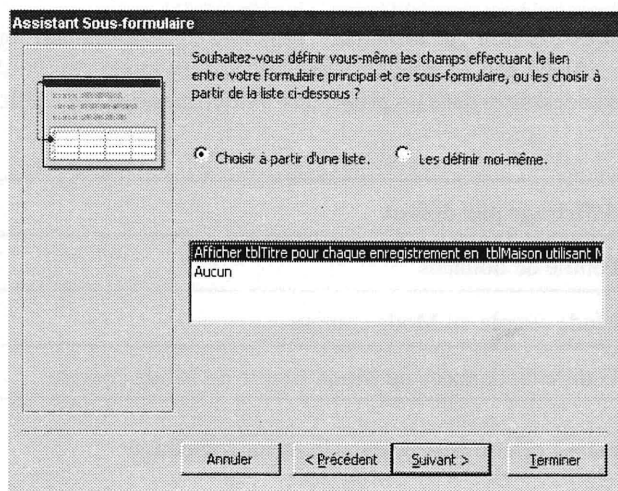 Assistant Sous-formulaire
Souhaitez-vous définir vous-même les champs effectuant le lien
entre votre formulaire principal et ce sous-formulaire, ou les choisir à
partir de la liste ci-dessous ?
Choisir à partir d'une liste.
Les définir moi-même.
Afficher tblTitre pour chaque enregistrement en tblMaison utilisant
Aucun
Annuler
< Précédent
Suivant >
Terminer